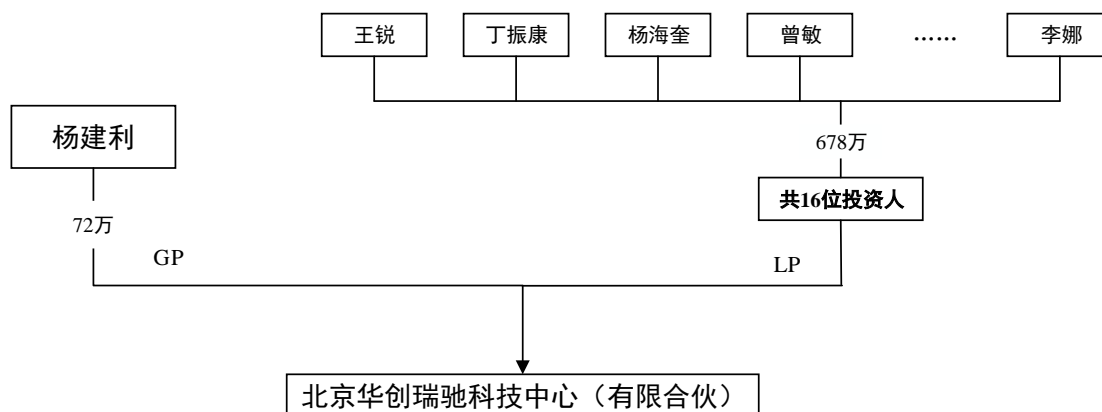 王锐 丁振康 杨海奎 曾敏 …… 李娜
杨建利
678万
共16位投资人
72万
GP LP
北京华创瑞驰科技中心（有限合伙）